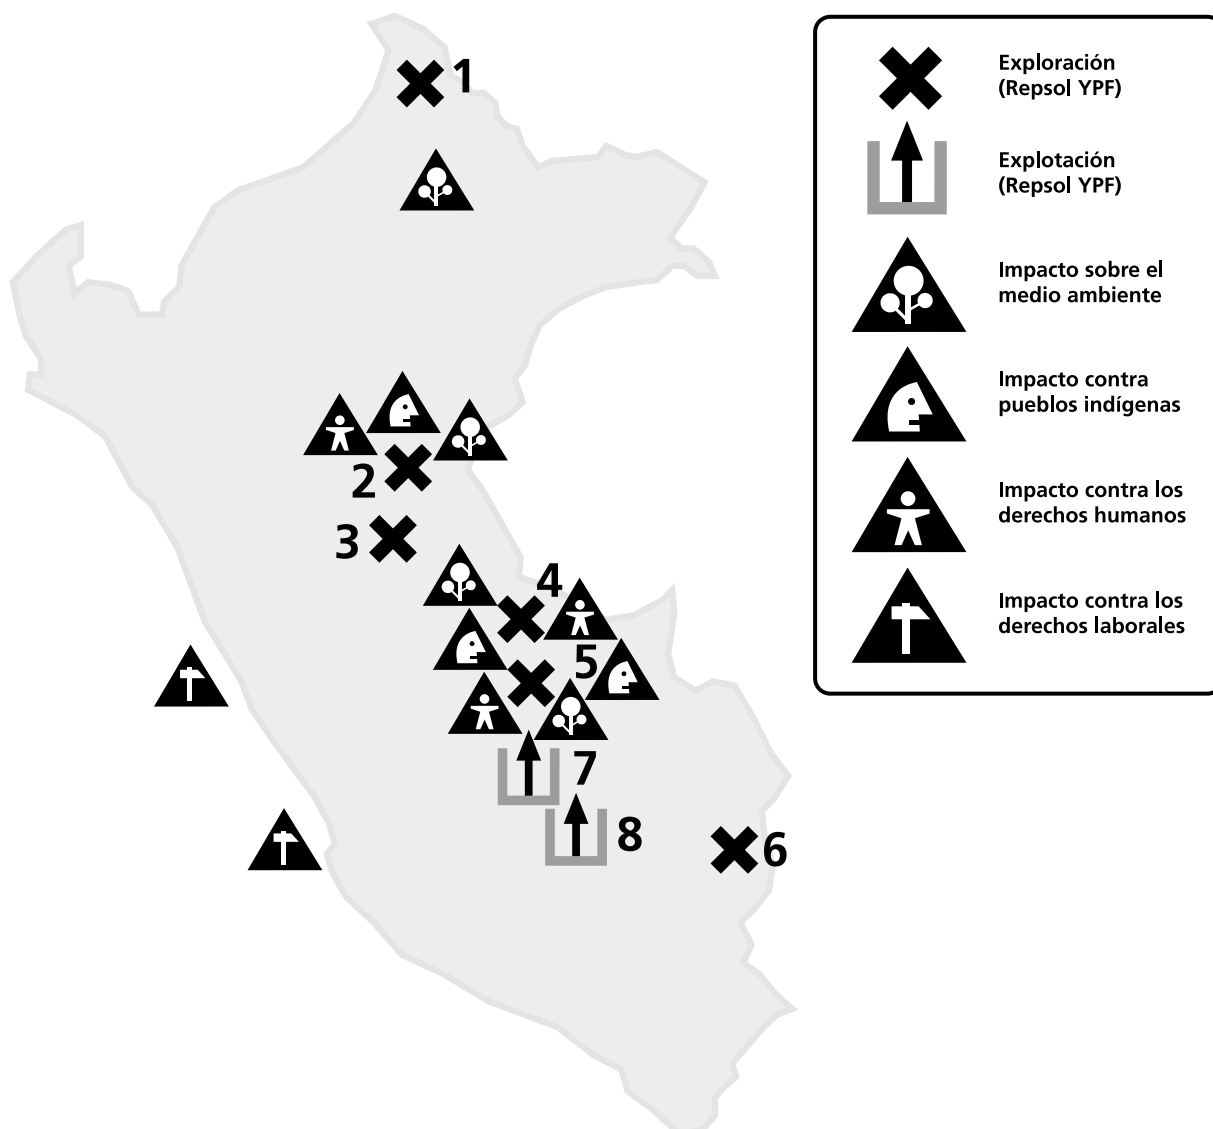 1
2
3
4
5
7
8
6
Exploración
(Repsol YPF)
Explotación
(Repsol YPF)
Impacto sobre el
medio ambiente
Impacto contra
pueblos indígenas
Impacto contra los
derechos humanos
Impacto contra los
derechos laborales